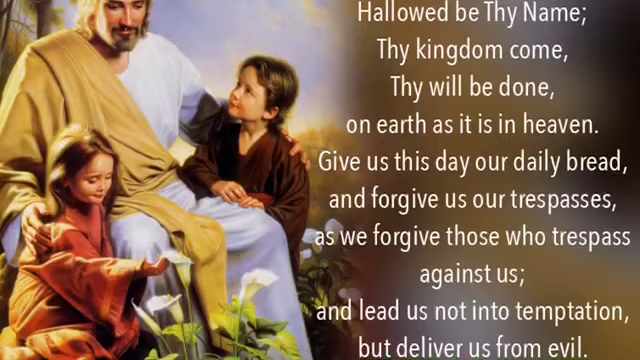 Hallowed be Thy Name;
Thy kingdom come,
Thy will be done,
on earth as it is in heaven.
Give us this day our daily bread,
and forgive us our trespasses,
as we forgive those who trespass
against us;
and lead us not into temptation,
but deliver us from evil.